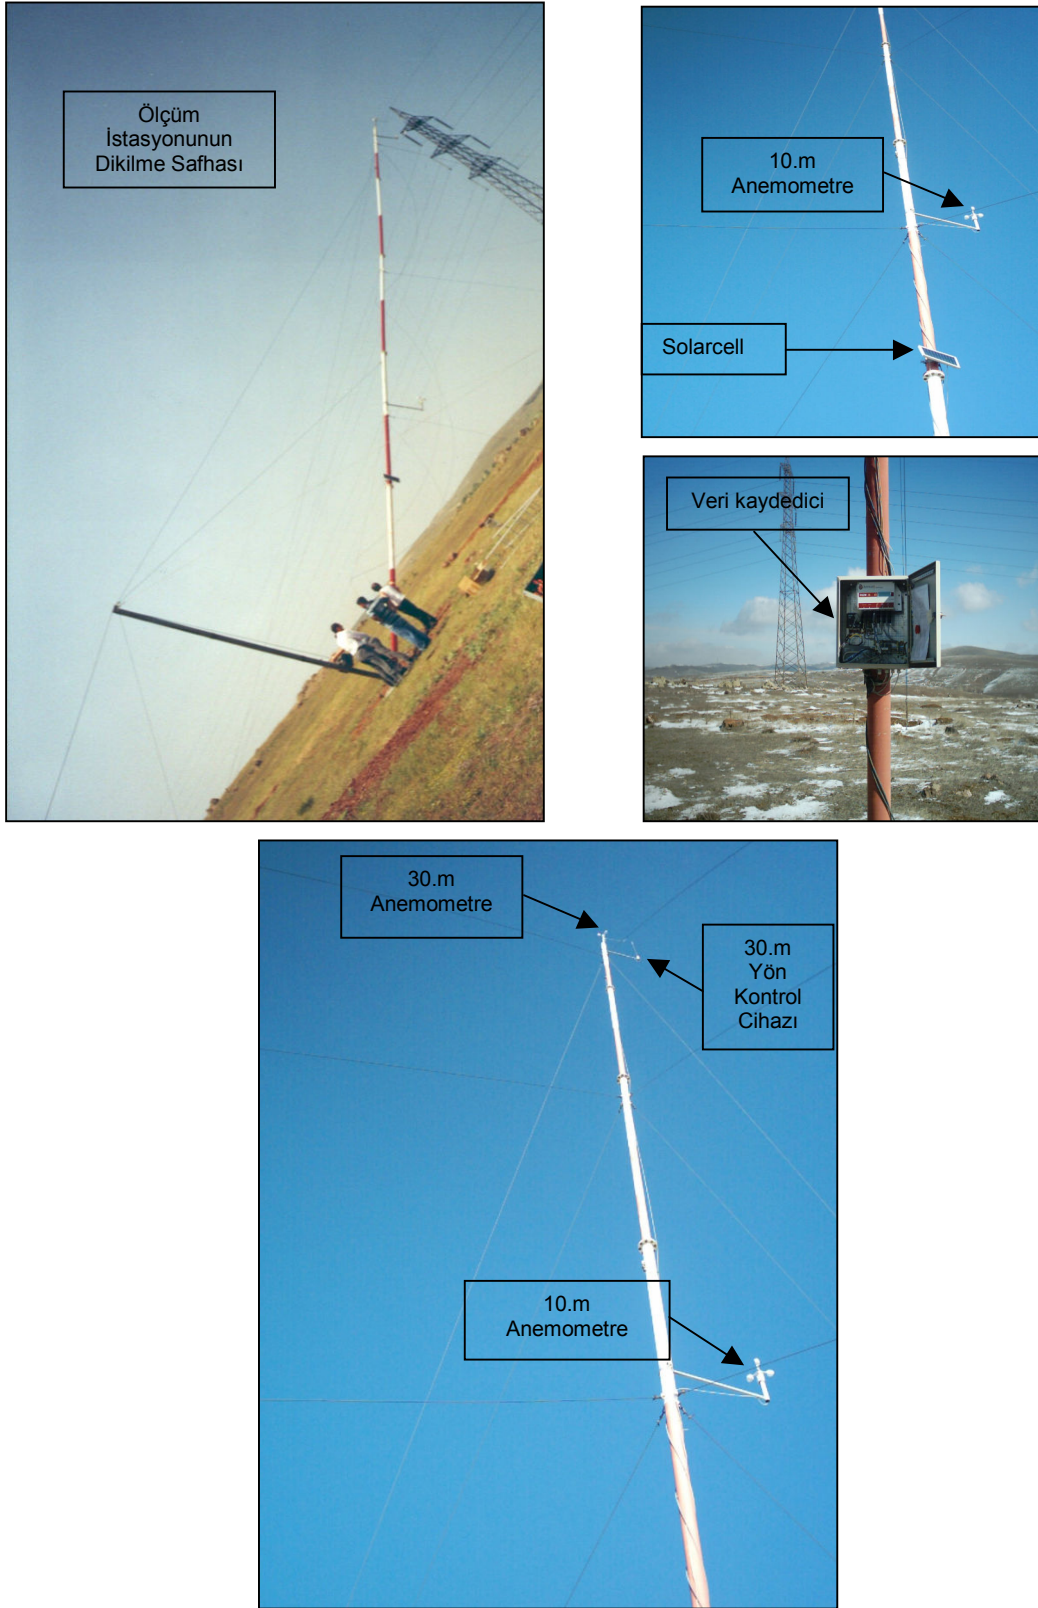 Ölçüm
İstasyonunun
Dikilme Safhası
10.m
Anemometre
Solarcell
Veri kaydedici
30.m
Anemometre
30.m
Yön
Kontrol
Cihazı
10.m
Anemometre